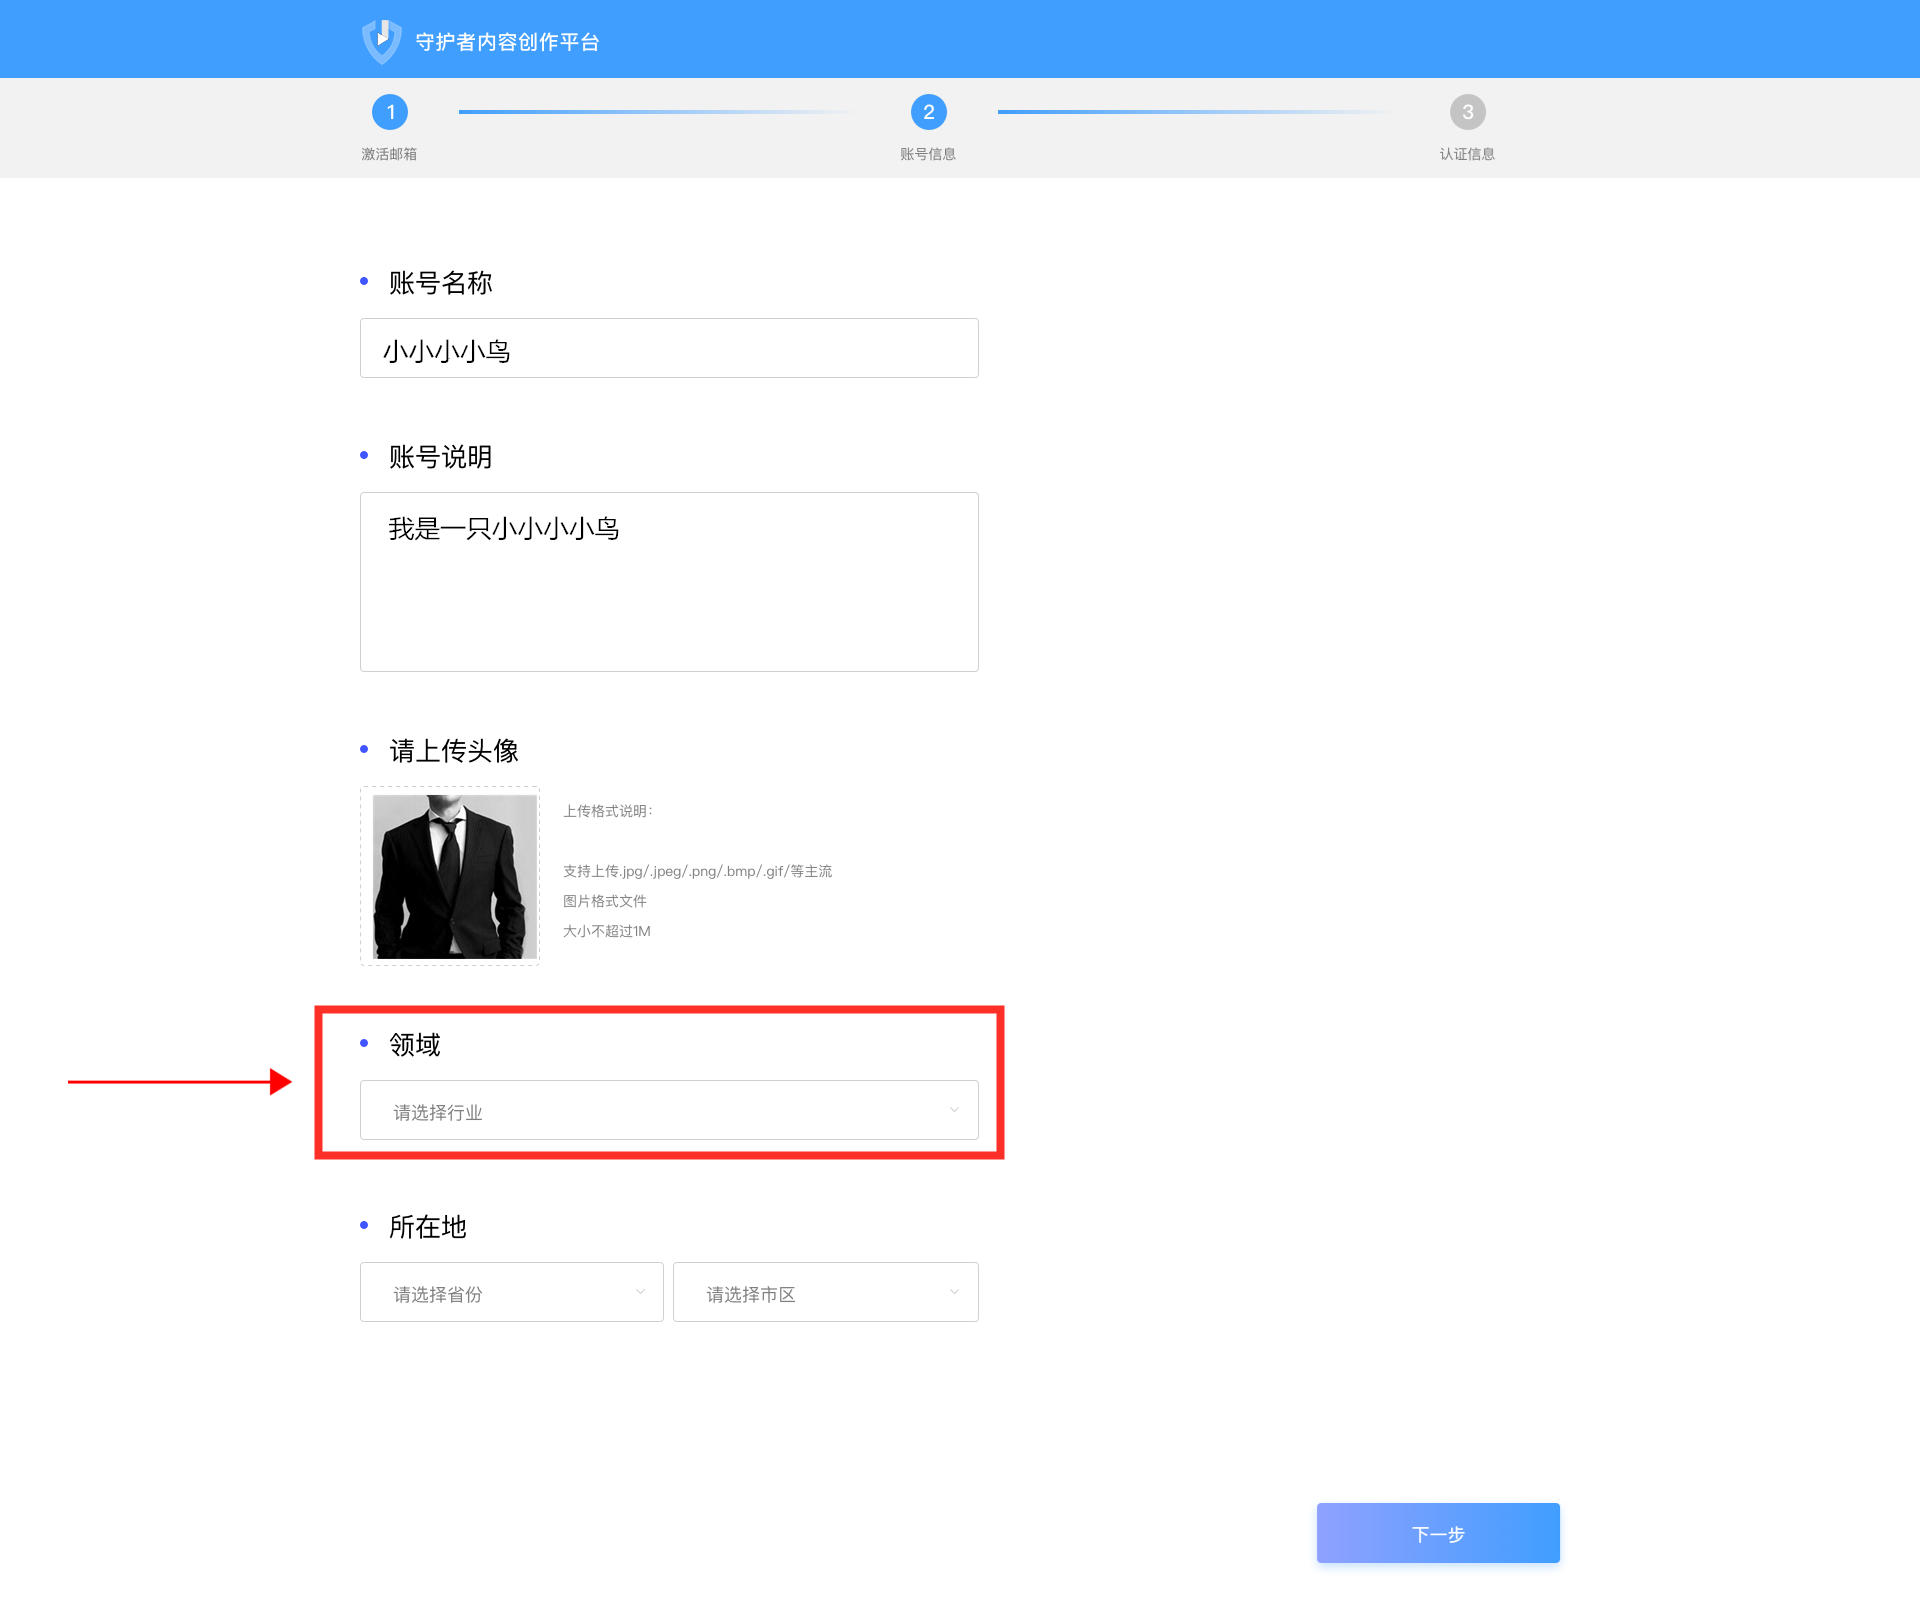 守护者内容创作平台
1
2
3
激活邮箱
账号信息
认证信息
账号名称
小小小小鸟
账号说明
我是一只小小小小鸟
请上传头像
上传格式说明：
支持上传.jpg/.jpeg/.png/.bmp/.gif/等主流
图片格式文件
大小不超过1M
领域
请选择行业
所在地
请选择省份
请选择市区
下一步